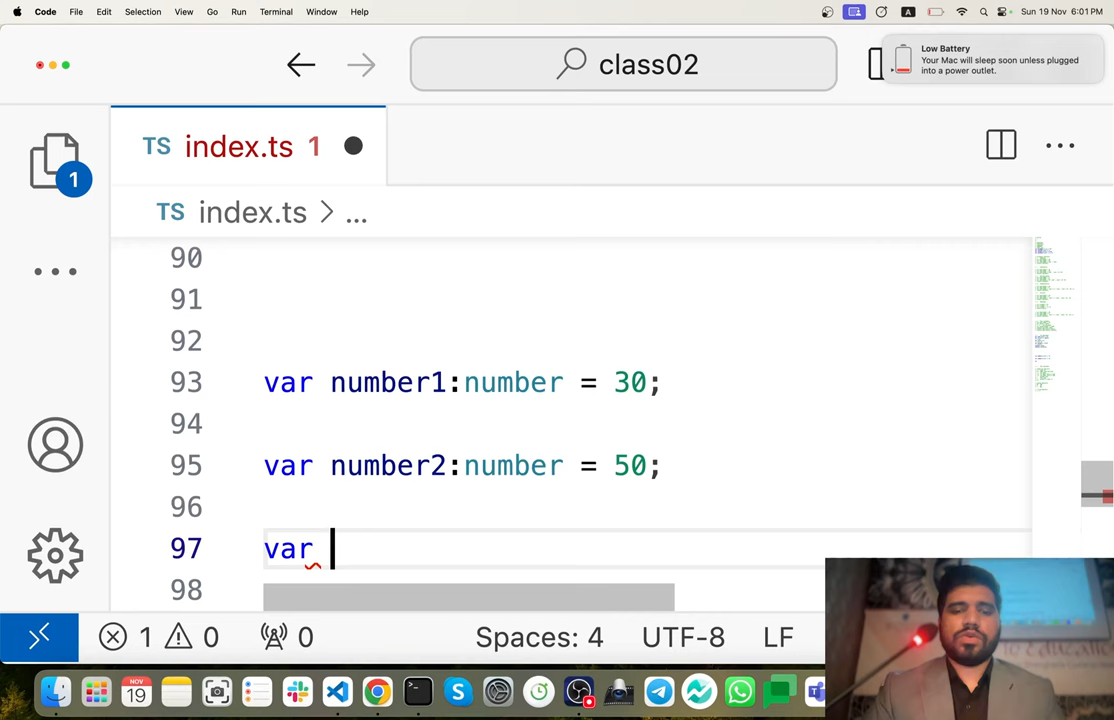 Code File Edit Selection View Go Run Terminal Window Help A Sun 19 Nov 6:01 PM
class02
Low Battery
Your Mac will sleep soon unless plugged
into a power outlet.
TS index.ts 1
1
TS index.ts > ...
90
91
92
93 var number1:number = 30;
94
95 var number2:number = 50;
96
97 var
98
1 0 0 Spaces: 4 UTF-8 LF
NOV
19